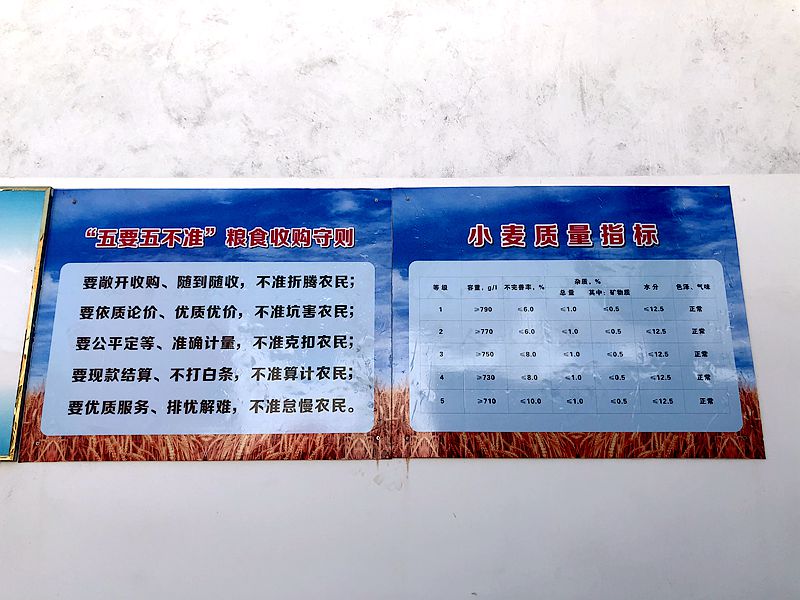 “五要五不准”粮食收购守则
要敞开收购、随到随收，不准折腾农民；
要依质论价、优质优价，不准坑害农民；
要公平定等、准确计量，不准克扣农民；
要现款结算、不打白条，不准算计农民；
要优质服务、排忧解难，不准怠慢农民。
小麦质量指标
等级 容重，g/l 不完善率，% 杂质，% 水分 色泽、气味
总量 其中：矿物质
1 ≥790 ≤6.0 ≤1.0 ≤0.5 ≤12.5 正常
2 ≥770 ≤6.0 ≤1.0 ≤0.5 ≤12.5 正常
3 ≥750 ≤8.0 ≤1.0 ≤0.5 ≤12.5 正常
4 ≥730 ≤8.0 ≤1.0 ≤0.5 ≤12.5 正常
5 ≥710 ≤10.0 ≤1.0 ≤0.5 ≤12.5 正常